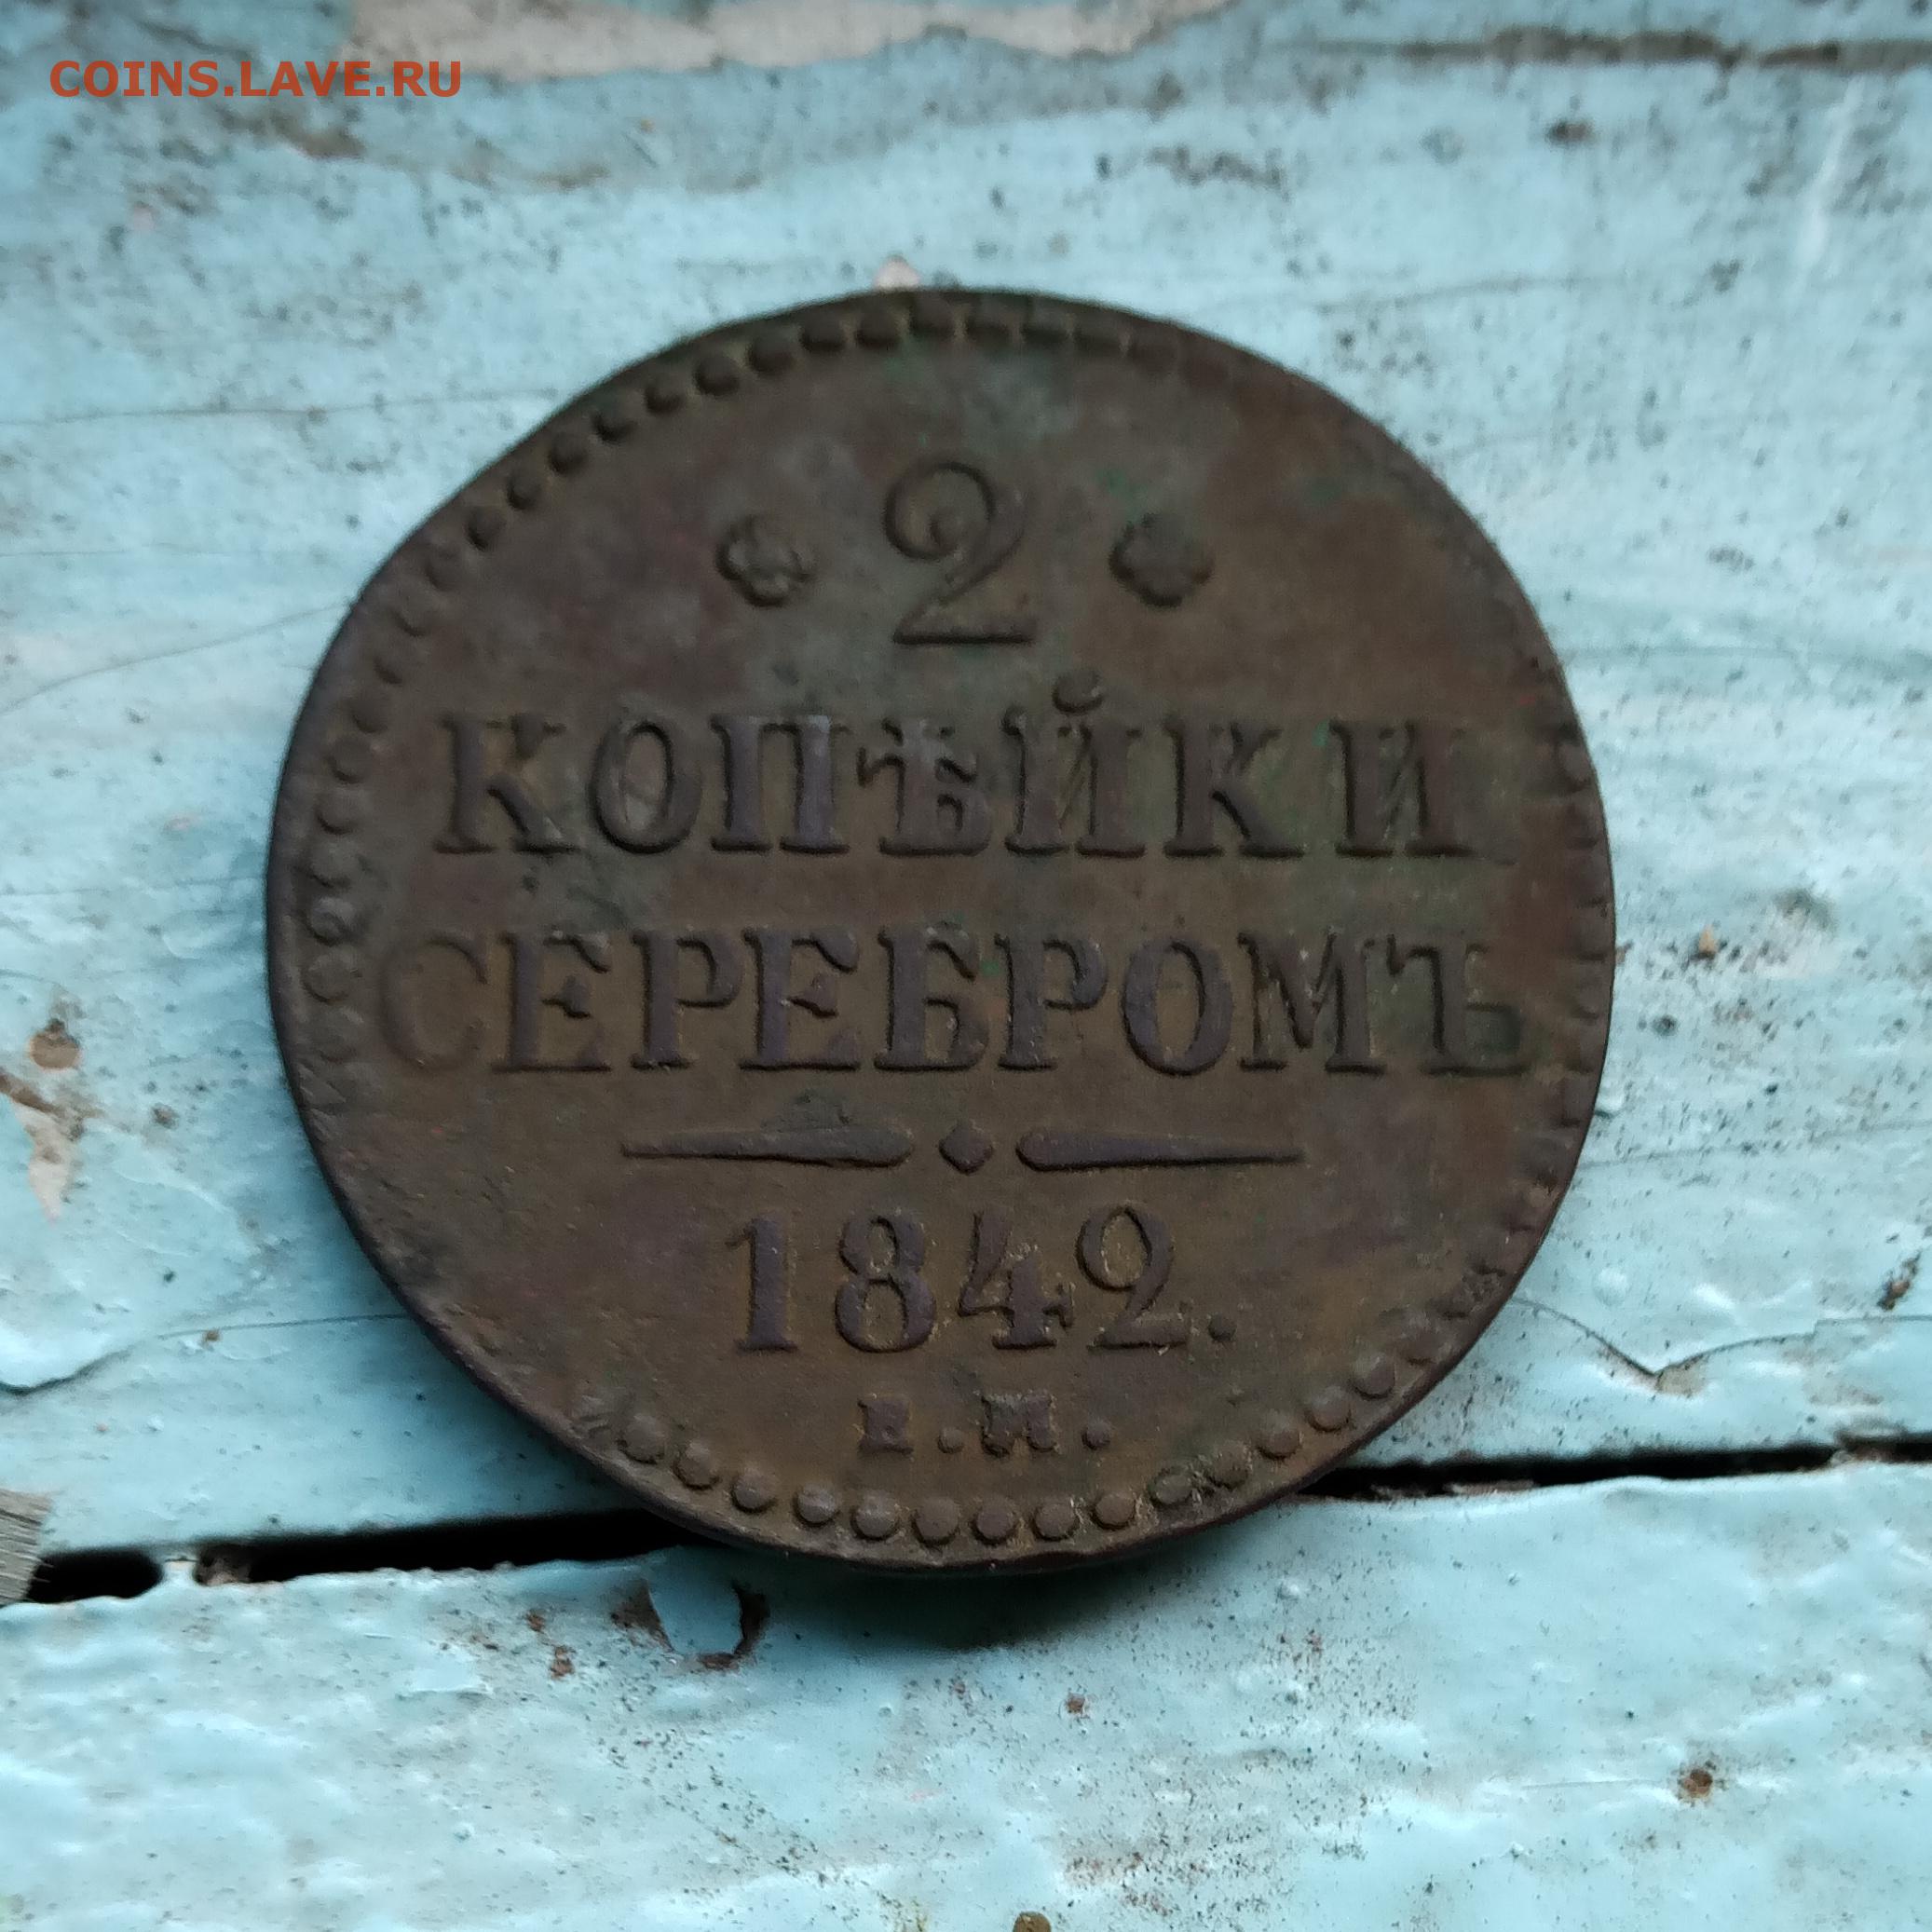 COINS.LAVE.RU
2
КОПѢЙКИ
СЕРЕБРОМЪ
1842.
Е.М.